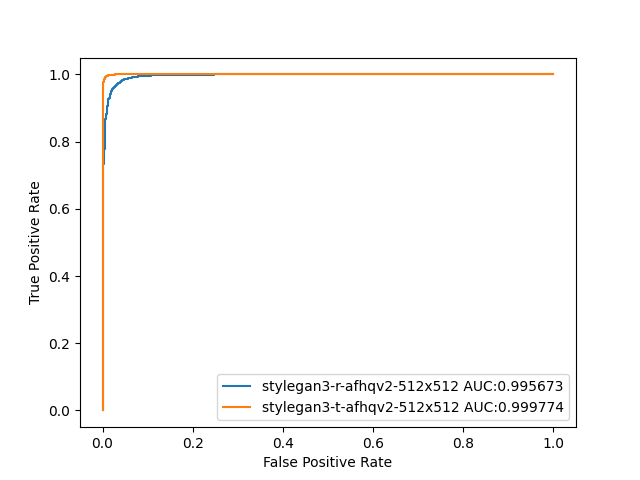 1.0
0.8
0.6
0.4
0.2
0.0
True Positive Rate
stylegan3-r-afhqv2-512x512 AUC:0.995673
stylegan3-t-afhqv2-512x512 AUC:0.999774
0.0 0.2 0.4 0.6 0.8 1.0
False Positive Rate